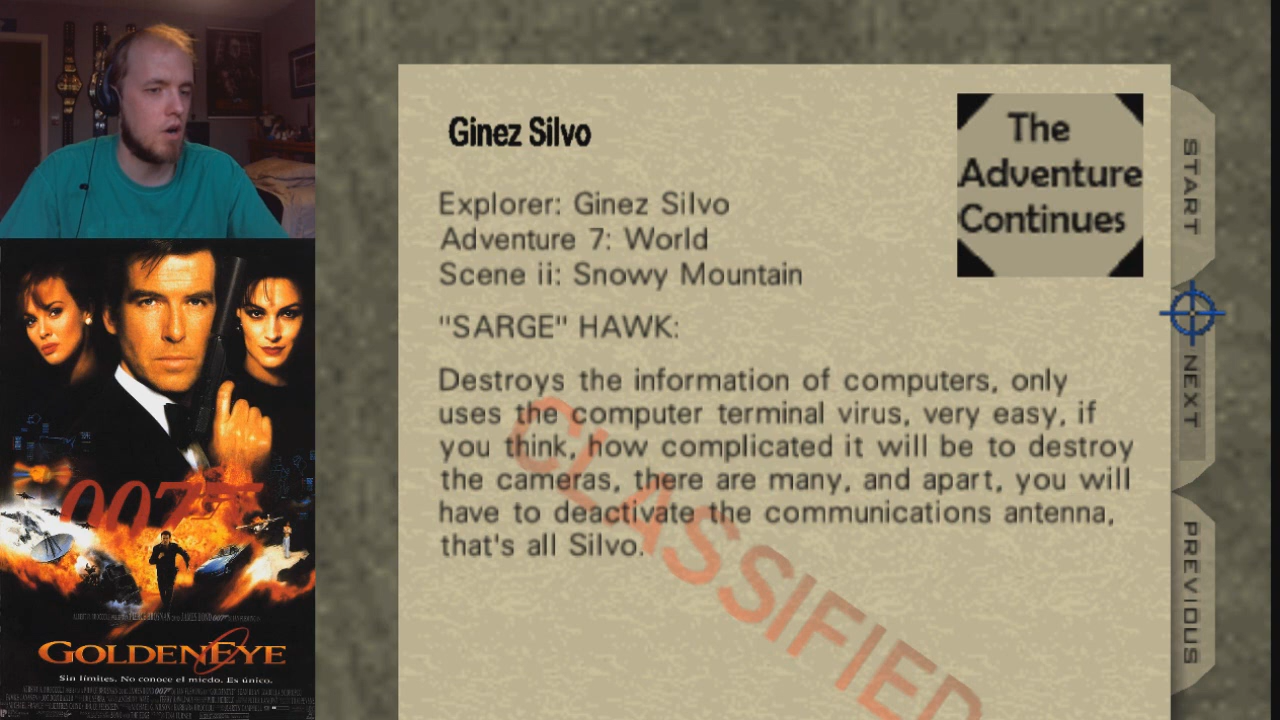 Ginez Silvo
The
Adventure
Continues
Explorer: Ginez Silvo
Adventure 7: World
Scene ii: Snowy Mountain
"SARGE" HAWK:
Destroys the information of computers, only
uses the computer terminal virus, very easy, if
you think, how complicated it will be to destroy
the cameras, there are many, and apart, you will
have to deactivate the communications antenna,
that's all Silvo.
CLASSIFIED
START
NEXT
PREVIOUS
007
GOLDENEYE
Sin límites. No conoce el miedo. Es único.